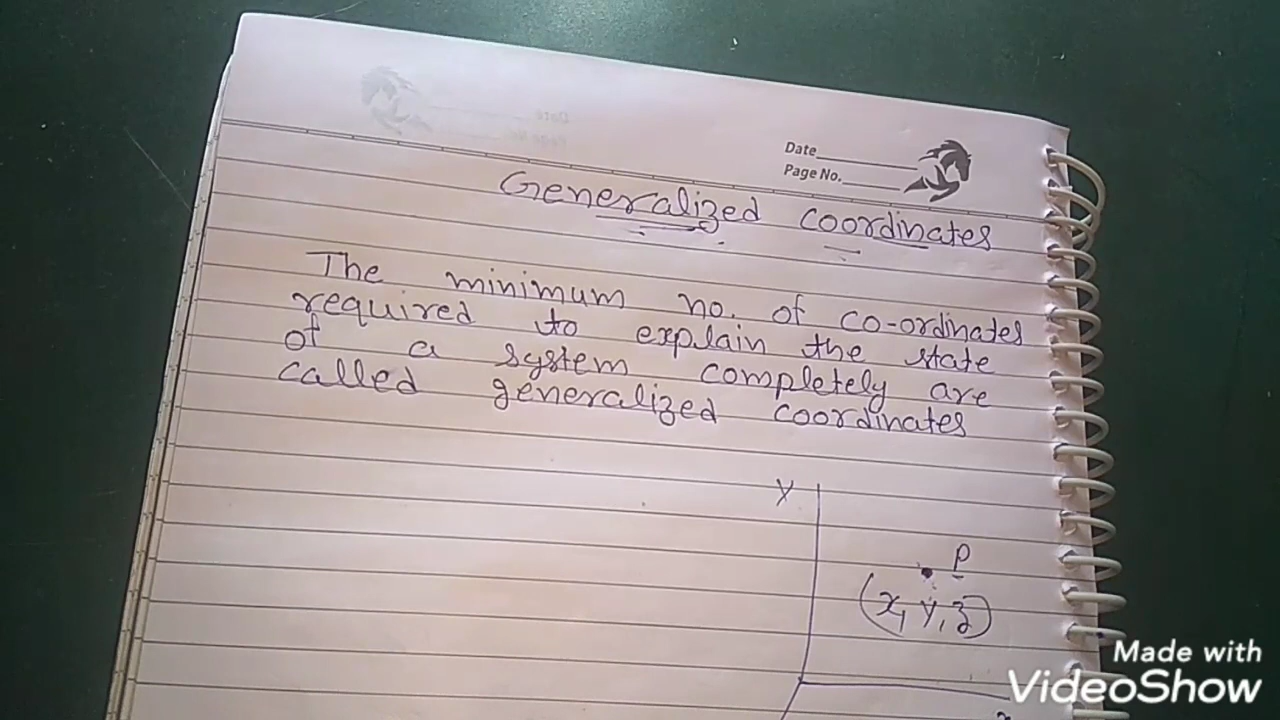 Date
Page No.
Generalized coordinates
The minimum no. of co-ordinates
required to explain the state
of a system completely are
called generalized coordinates
Y
P
(x, y, z)
Made with
VideoShow